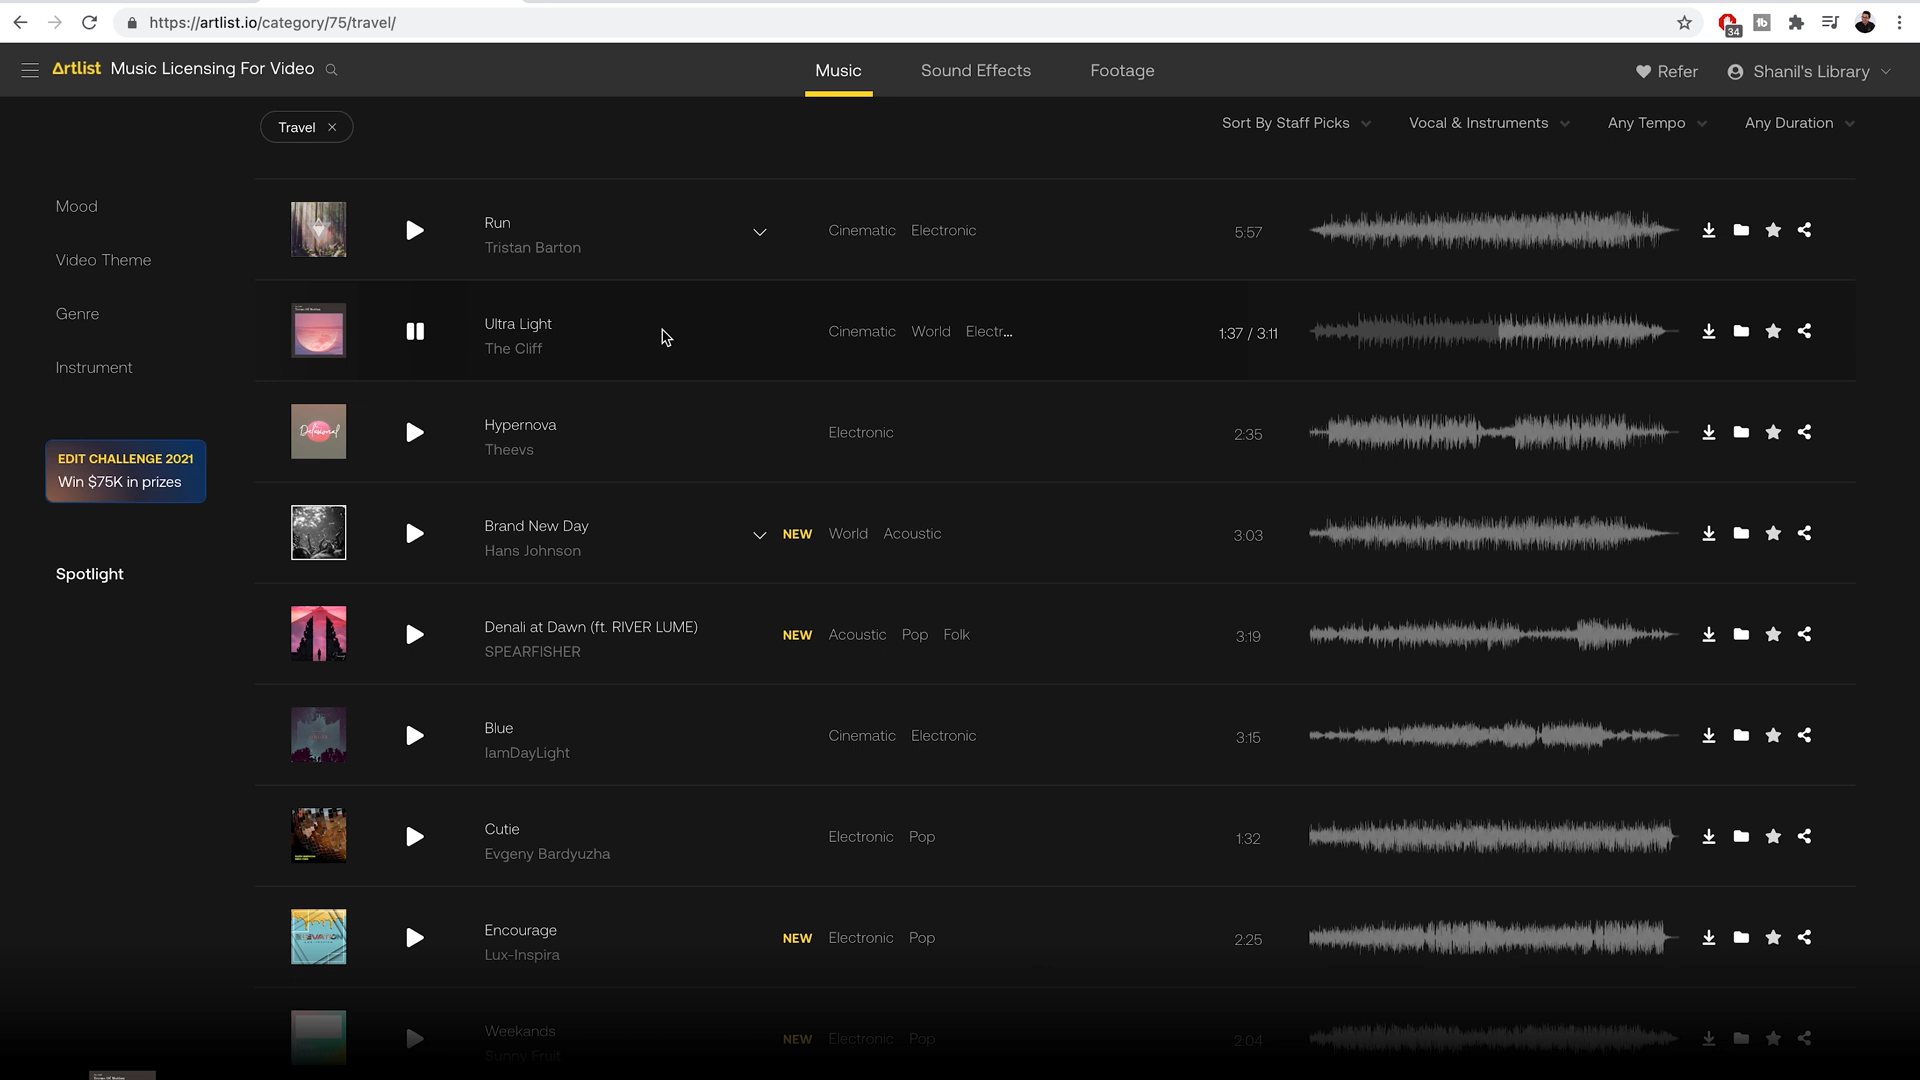 https://artlist.io/category/75/travel/
34
Artlist Music Licensing For Video
Music
Sound Effects
Footage
Refer
Shanil's Library
Travel
Sort By Staff Picks
Vocal & Instruments
Any Tempo
Any Duration
Mood
Video Theme
Genre
Instrument
EDIT CHALLENGE 2021
Win $75K in prizes
Spotlight
Run
Tristan Barton
Cinematic Electronic
5:57
Ultra Light
The Cliff
Cinematic World Electr...
1:37 / 3:11
Hypernova
Theevs
Electronic
2:35
Brand New Day
Hans Johnson
NEW World Acoustic
3:03
Denali at Dawn (ft. RIVER LUME)
SPEARFISHER
NEW Acoustic Pop Folk
3:19
Blue
IamDayLight
Cinematic Electronic
3:15
Cutie
Evgeny Bardyuzha
Electronic Pop
1:32
Encourage
Lux-Inspira
NEW Electronic Pop
2:25
Weekands
Sunny Fruit
NEW Electronic Pop
2:04